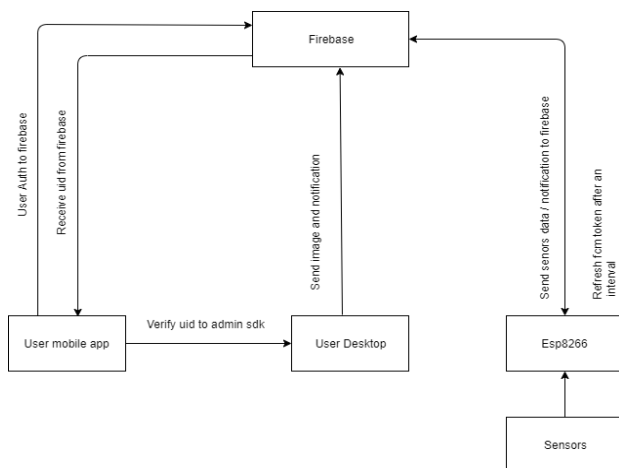 Firebase
User Auth to firebase
Receive uid from firebase
Send image and notification
Send senors data / notification to firebase
Refresh fcm token after an
interval
User mobile app
Verify uid to admin sdk
User Desktop
Esp8266
Sensors